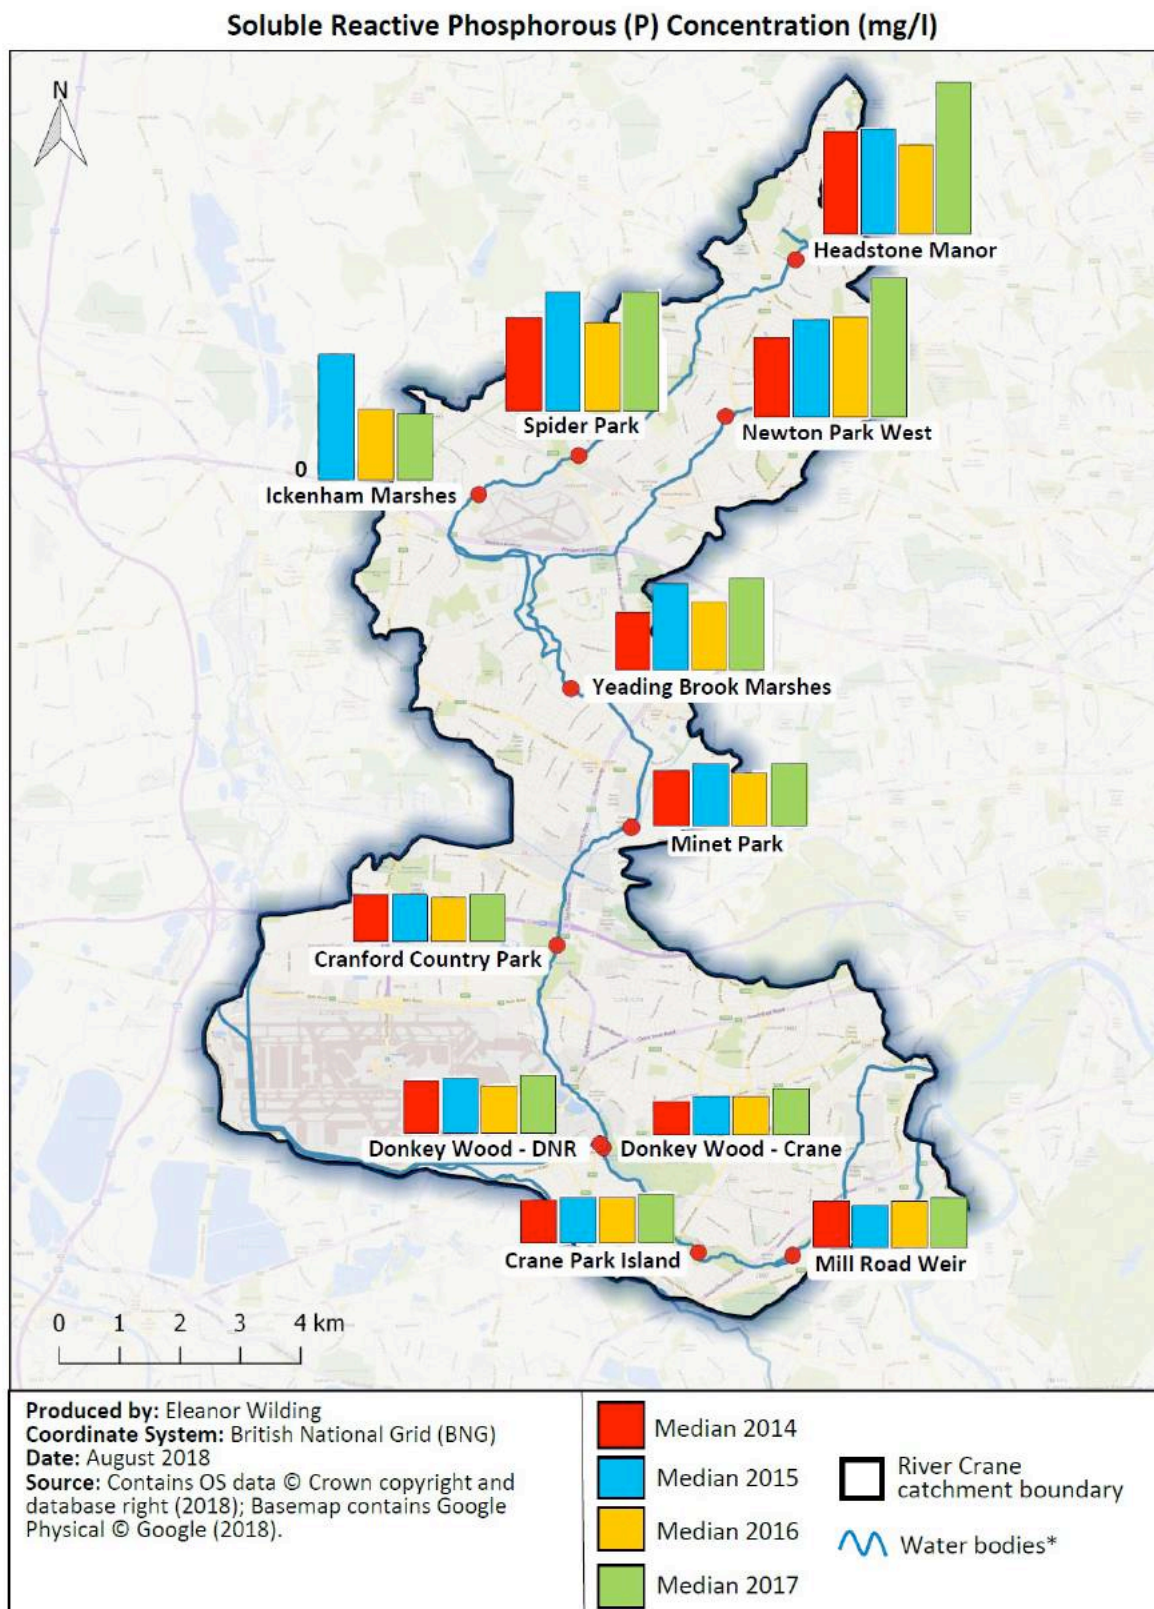 Soluble Reactive Phosphorous (P) Concentration (mg/l)
N
Headstone Manor
Spider Park
Newton Park West
0
Ickenham Marshes
Yeading Brook Marshes
Minet Park
Cranford Country Park
Donkey Wood - DNR
Donkey Wood - Crane
Crane Park Island
Mill Road Weir
0 1 2 3 4 km
Produced by: Eleanor Wilding
Coordinate System: British National Grid (BNG)
Date: August 2018
Source: Contains OS data © Crown copyright and
database right (2018); Basemap contains Google
Physical © Google (2018).
Median 2014
Median 2015
Median 2016
Median 2017
River Crane
catchment boundary
Water bodies*